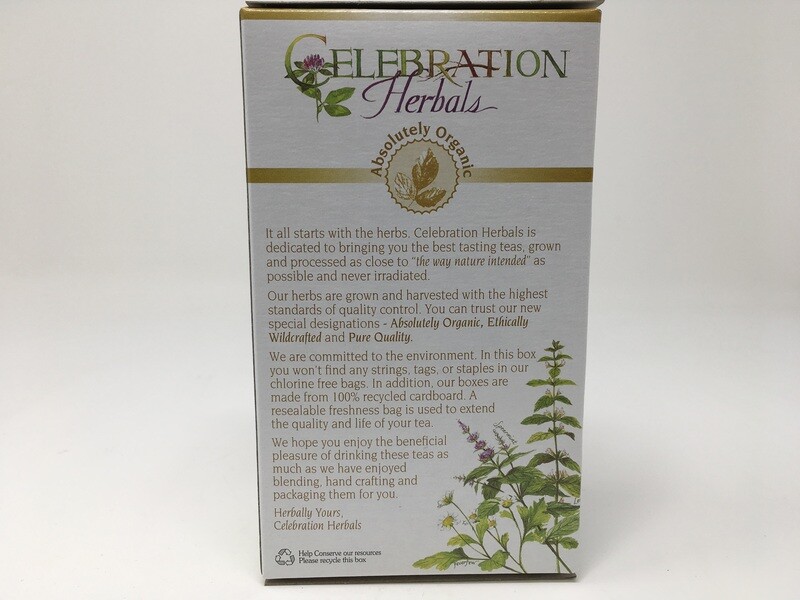 CELEBRATION
Herbals
Absolutely Organic
It all starts with the herbs. Celebration Herbals is
dedicated to bringing you the best tasting teas, grown
and processed as close to "the way nature intended" as
possible and never irradiated.
Our herbs are grown and harvested with the highest
standards of quality control. You can trust our new
special designations - Absolutely Organic, Ethically
Wildcrafted and Pure Quality.
We are committed to the environment. In this box
you won't find any strings, tags, or staples in our
chlorine free bags. In addition, our boxes are
made from 100% recycled cardboard. A
resealable freshness bag is used to extend
the quality and life of your tea.
We hope you enjoy the beneficial
pleasure of drinking these teas as
much as we have enjoyed
blending, hand crafting and
packaging them for you.
Herbally Yours,
Celebration Herbals
Help Conserve our resources
Please recycle this box